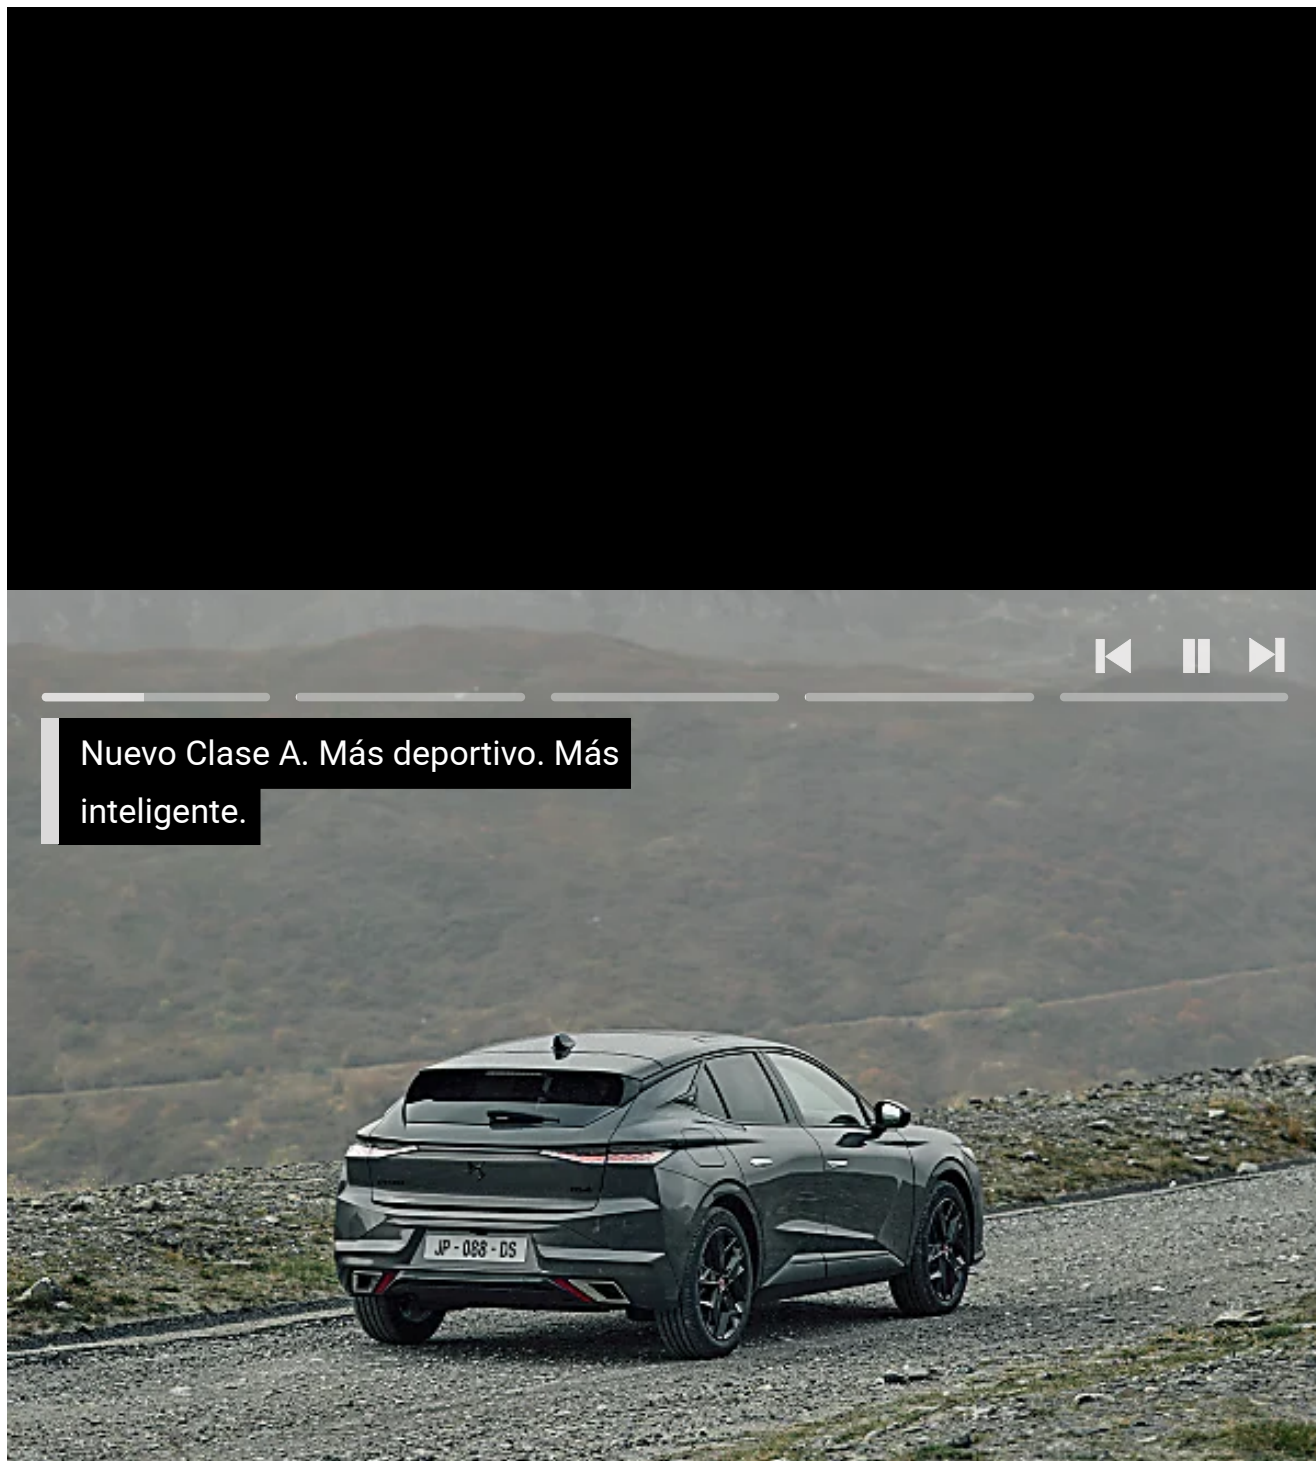 Nuevo Clase A. Más deportivo. Más
inteligente.
JP - 088 - DS